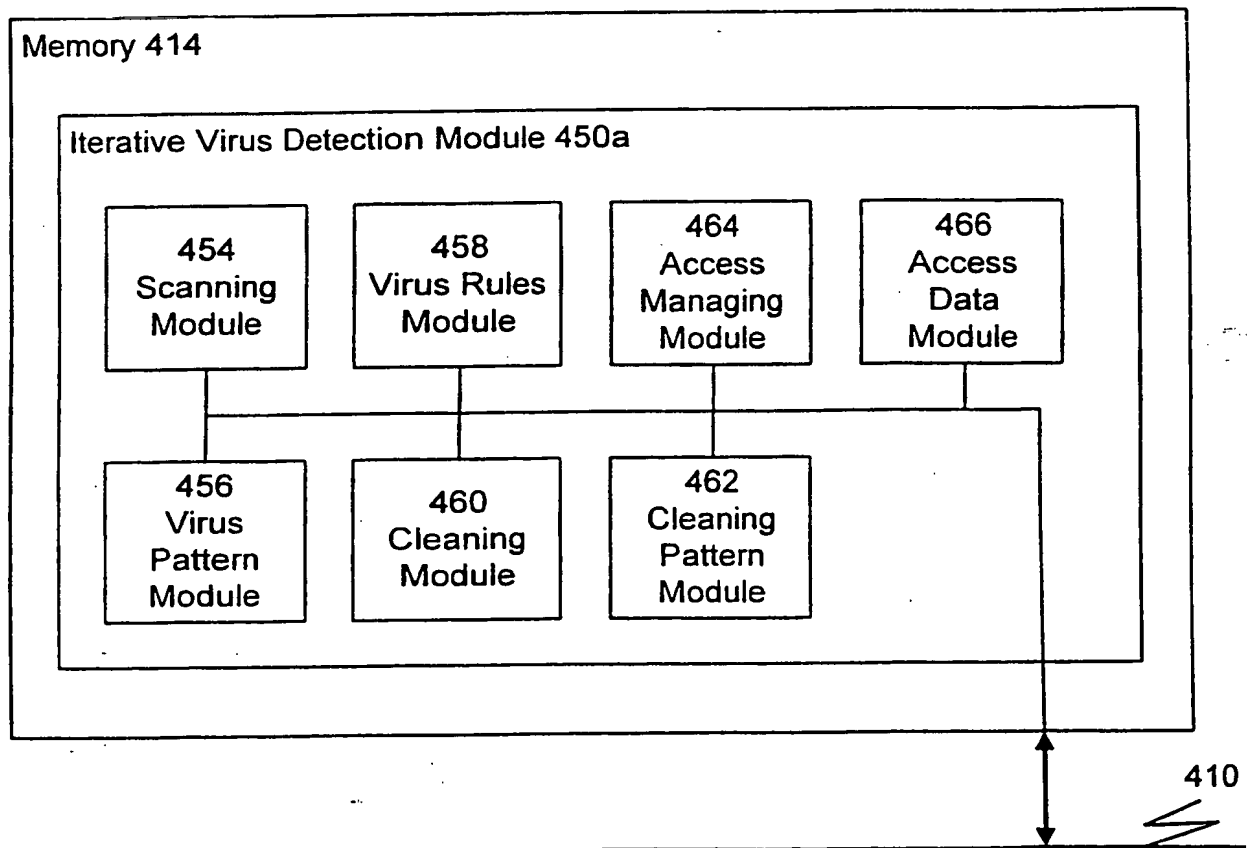 Memory 414
Iterative Virus Detection Module 450a
454
Scanning
Module
458
Virus Rules
Module
464
Access
Managing
Module
466
Access
Data
Module
456
Virus
Pattern
Module
460
Cleaning
Module
462
Cleaning
Pattern
Module
410